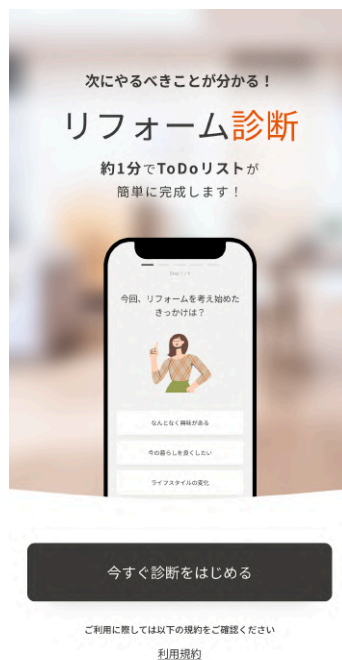 次にやるべきことが分かる！
リフォーム診断
約1分でToDoリストが
簡単に完成します！
今回、リフォームを考え始めた
きっかけは？
なんとなく興味がある
今の暮らしを良くしたい
ライフスタイルの変化
今すぐ診断をはじめる
ご利用に際しては以下の規約をご確認ください
利用規約